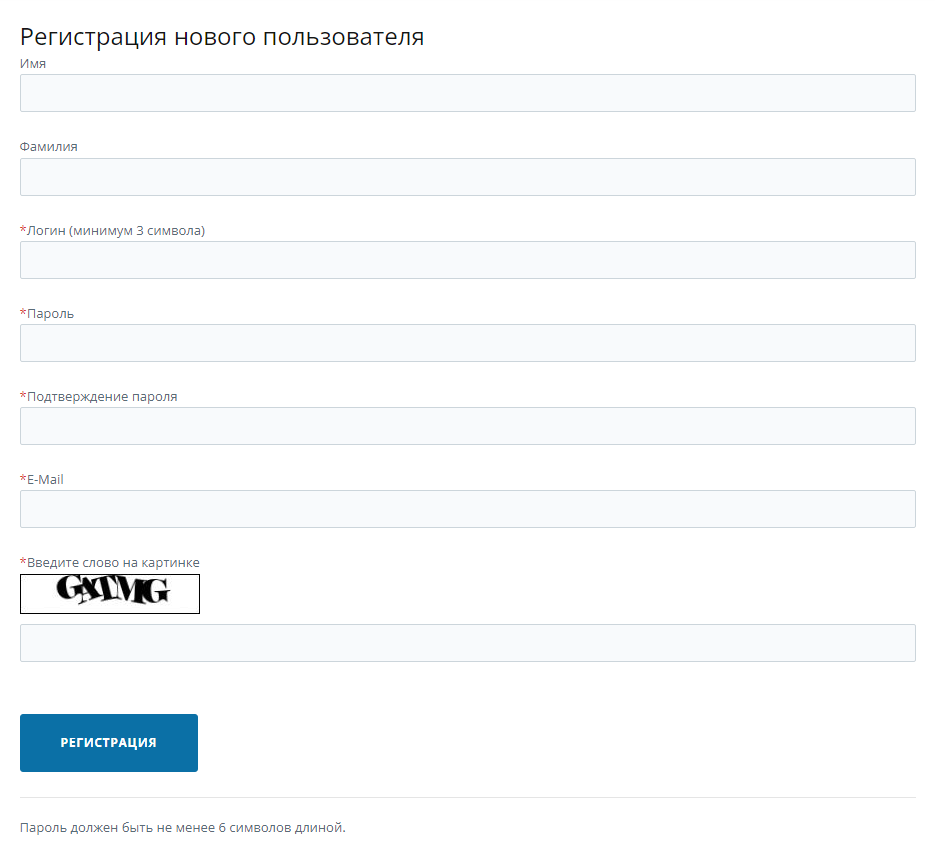 Регистрация нового пользователя
Имя
Фамилия
*Логин (минимум 3 символа)
*Пароль
*Подтверждение пароля
*E-Mail
*Введите слово на картинке
GATMG
РЕГИСТРАЦИЯ
Пароль должен быть не менее 6 символов длиной.